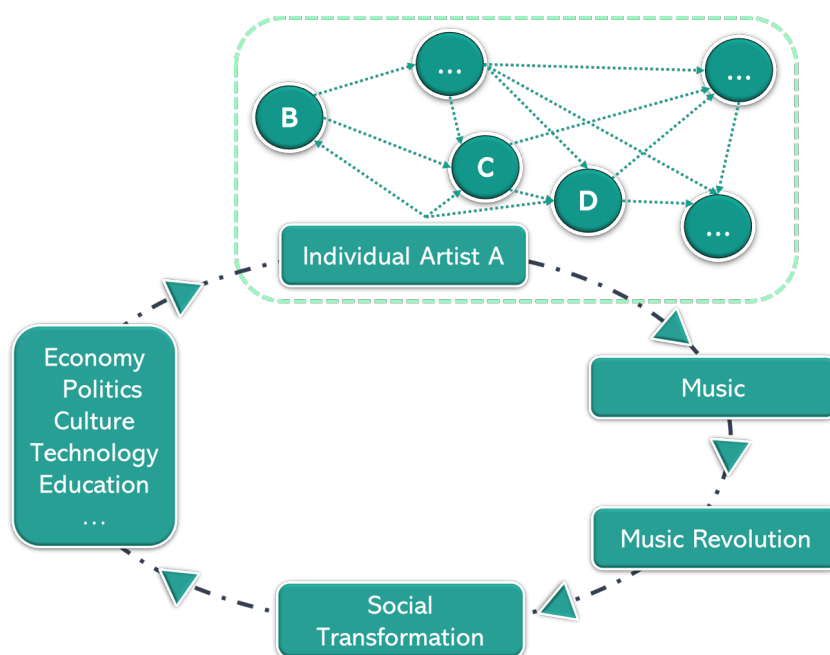 ...
...
B
C
D
...
Individual Artist A
Economy
Politics
Culture
Technology
Education
...
Music
Music Revolution
Social
Transformation